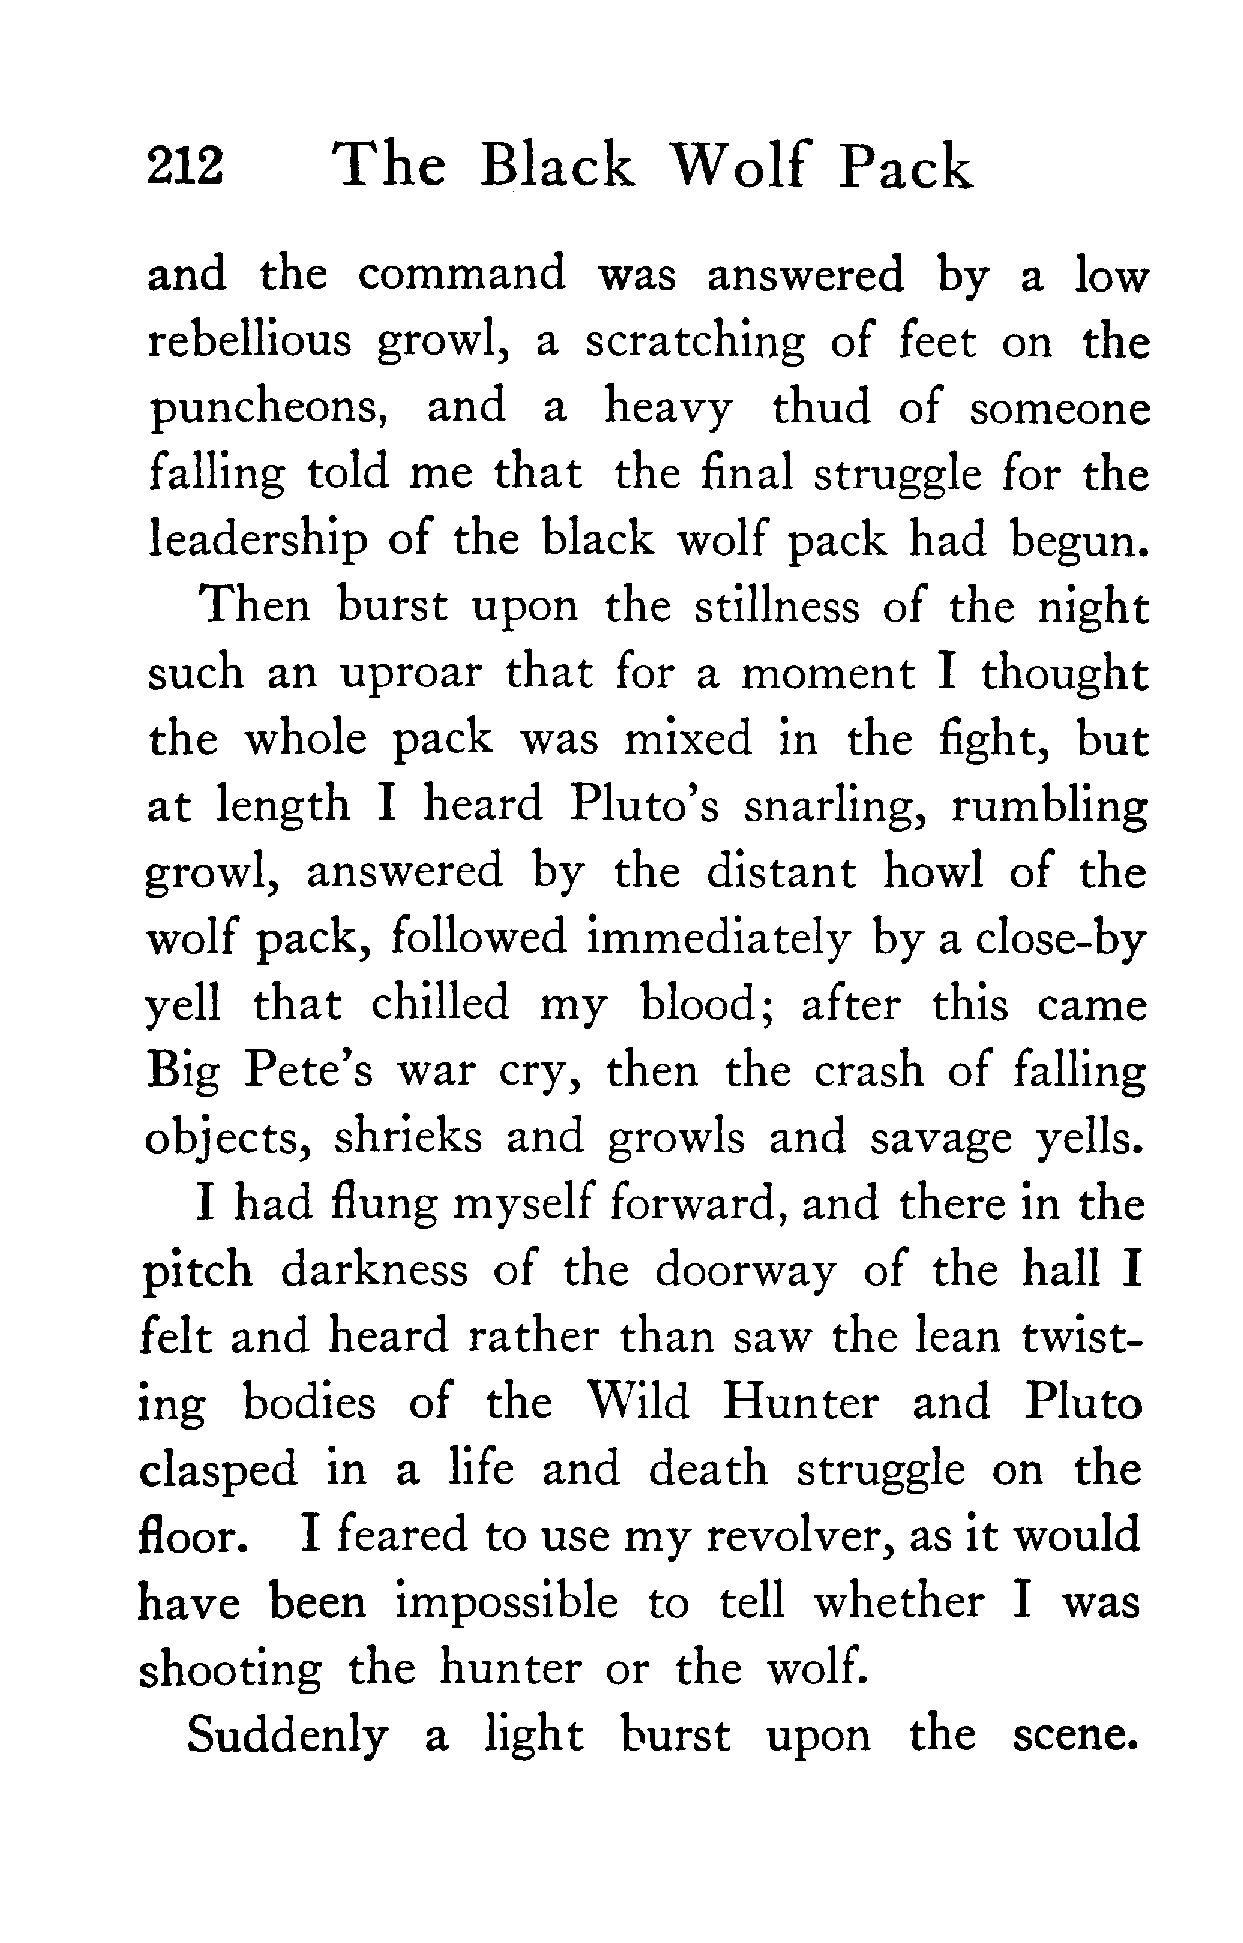 212 The Black Wolf Pack
and the command was answered by a low
rebellious growl, a scratching of feet on the
puncheons, and a heavy thud of someone
falling told me that the final struggle for the
leadership of the black wolf pack had begun.
Then burst upon the stillness of the night
such an uproar that for a moment I thought
the whole pack was mixed in the fight, but
at length I heard Pluto's snarling, rumbling
growl, answered by the distant howl of the
wolf pack, followed immediately by a close-by
yell that chilled my blood; after this came
Big Pete's war cry, then the crash of falling
objects, shrieks and growls and savage yells.
I had flung myself forward, and there in the
pitch darkness of the doorway of the hall I
felt and heard rather than saw the lean twist-
ing bodies of the Wild Hunter and Pluto
clasped in a life and death struggle on the
floor. I feared to use my revolver, as it would
have been impossible to tell whether I was
shooting the hunter or the wolf.
Suddenly a light burst upon the scene.